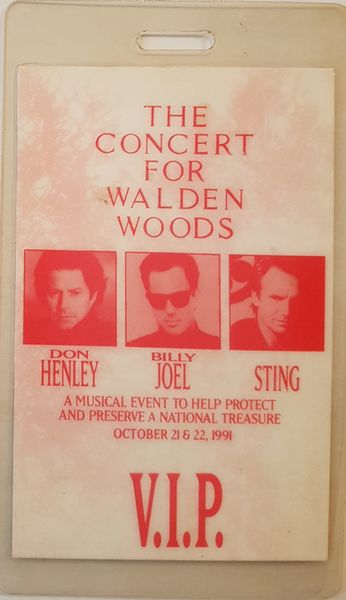 THE
CONCERT
FOR
WALDEN
WOODS
DON
HENLEY
BILLY
JOEL
STING
A MUSICAL EVENT TO HELP PROTECT
AND PRESERVE A NATIONAL TREASURE
OCTOBER 21 & 22, 1991
V.I.P.